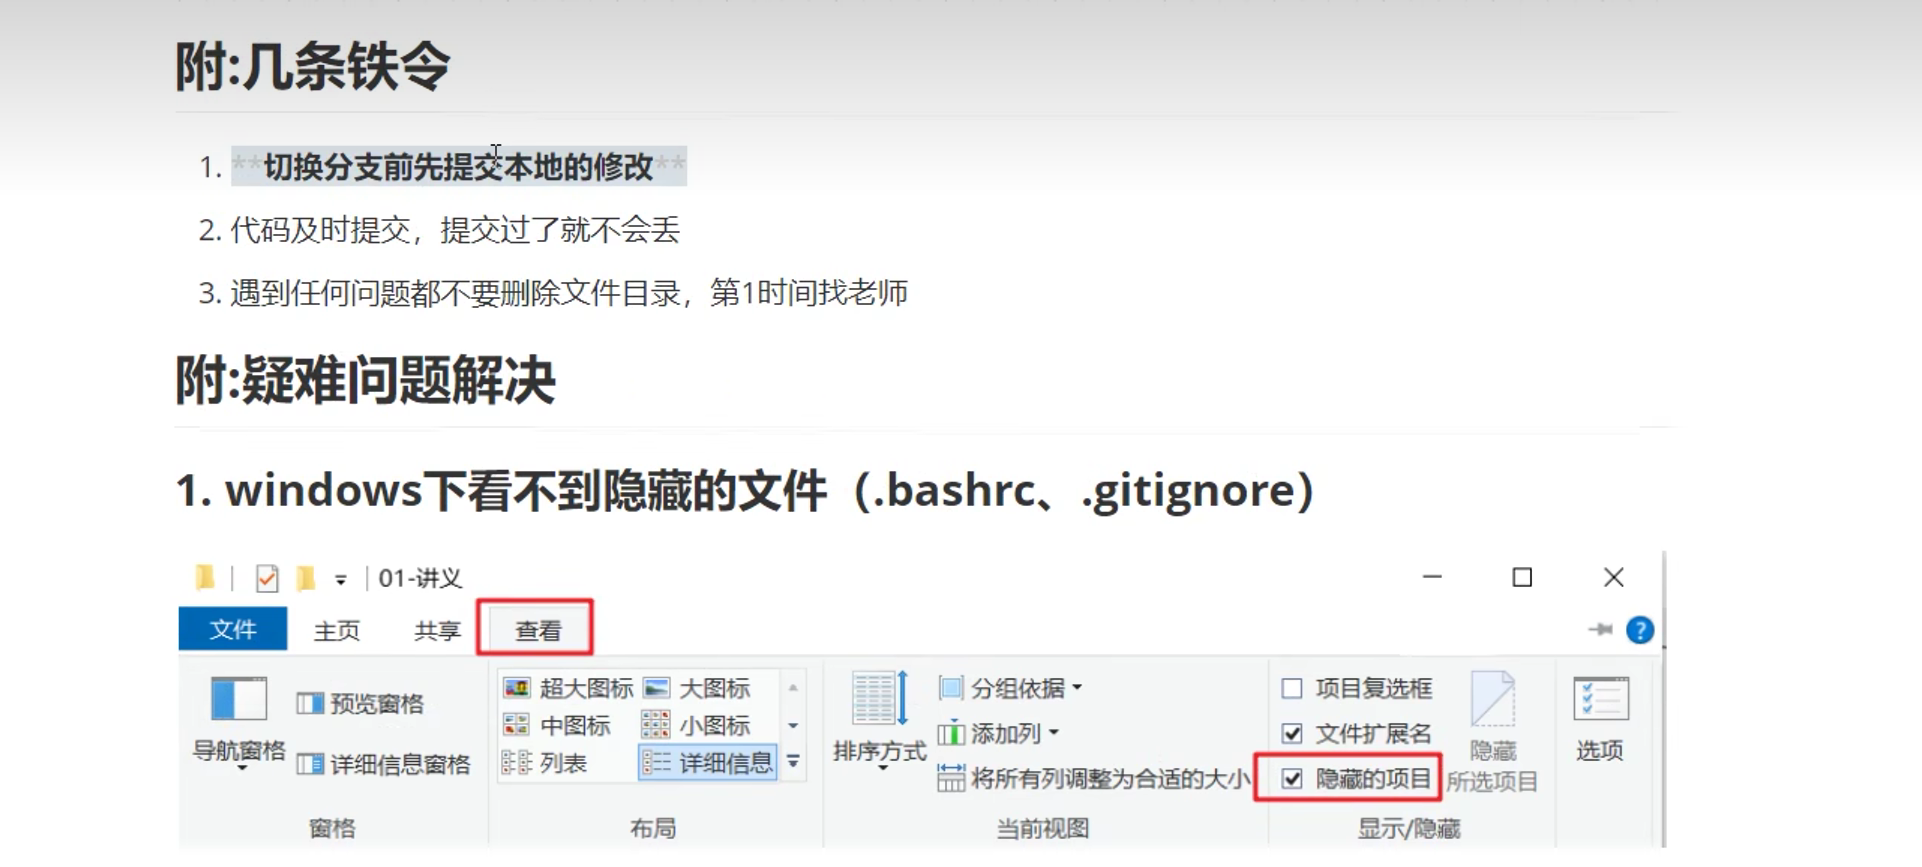 附:几条铁令
1. **切换分支前先提交本地的修改**
2. 代码及时提交，提交过了就不会丢
3. 遇到任何问题都不要删除文件目录，第1时间找老师
附:疑难问题解决
1. windows下看不到隐藏的文件（.bashrc、.gitignore）
01-讲义
文件 主页 共享 查看
导航窗格
预览窗格
详细信息窗格
窗格
超大图标 大图标
中图标 小图标
列表 详细信息
布局
排序方式
分组依据
添加列
将所有列调整为合适的大小
当前视图
项目复选框
文件扩展名
隐藏的项目
隐藏
所选项目
显示/隐藏
选项